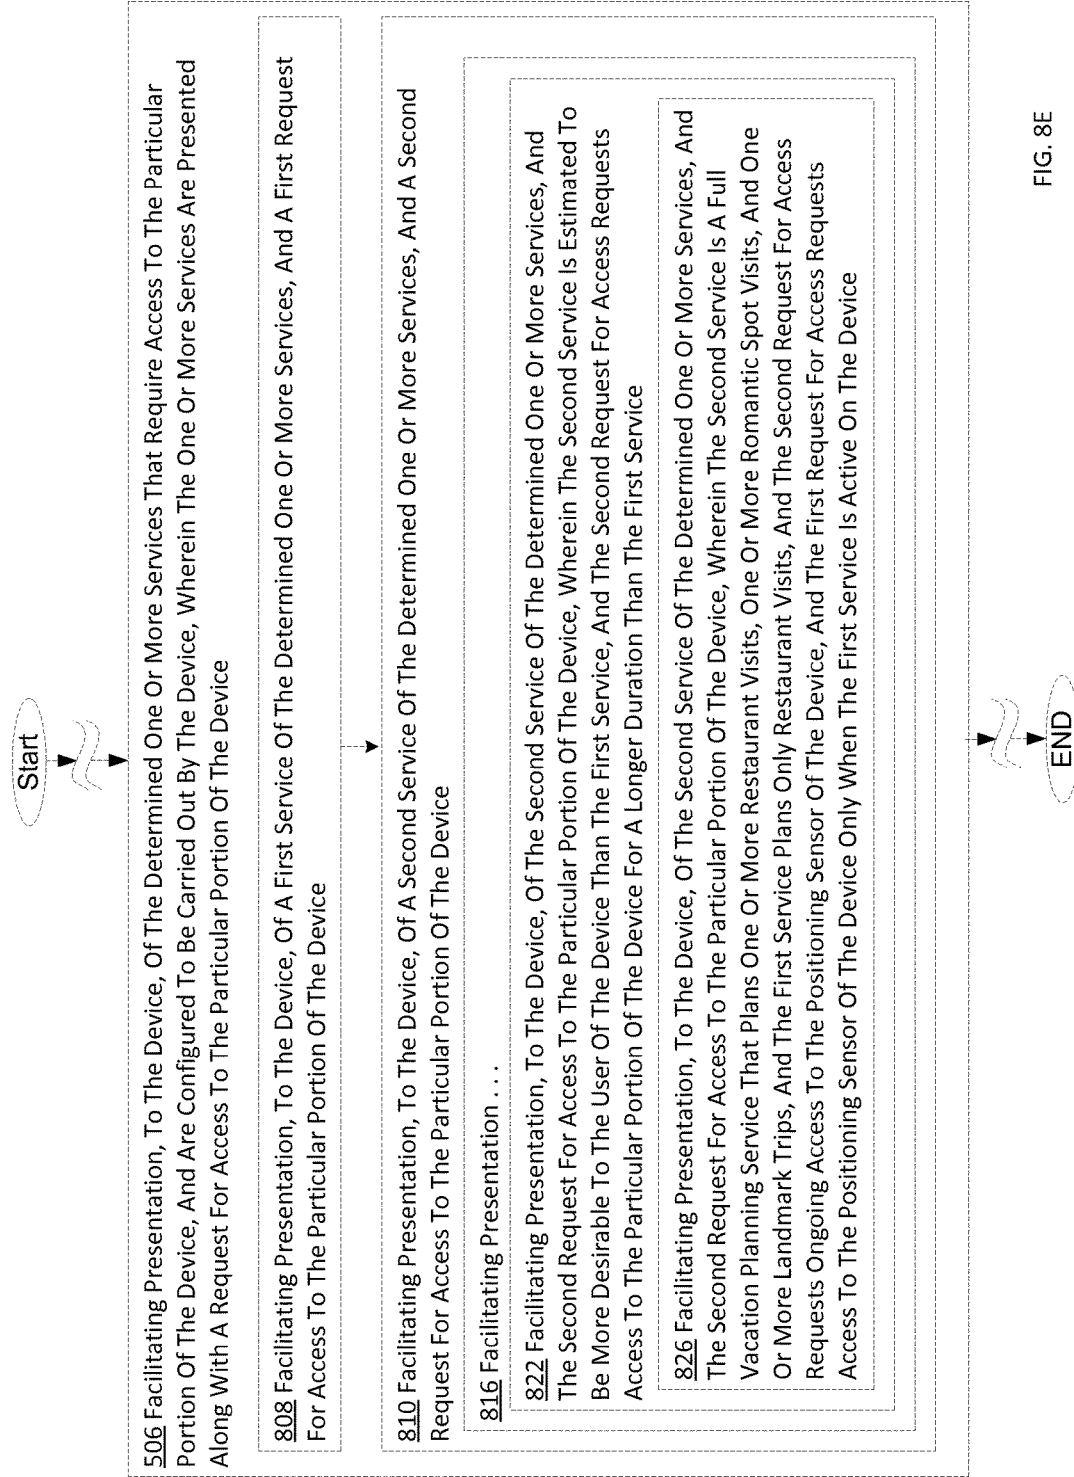 Start
506 Facilitating Presentation, To The Device, Of The Determined One Or More Services That Require Access To The Particular
Portion Of The Device, And Are Configured To Be Carried Out By The Device, Wherein The One Or More Services Are Presented
Along With A Request For Access To The Particular Portion Of The Device
808 Facilitating Presentation, To The Device, Of A First Service Of The Determined One Or More Services, And A First Request
For Access To The Particular Portion Of The Device
810 Facilitating Presentation, To The Device, Of A Second Service Of The Determined One Or More Services, And A Second
Request For Access To The Particular Portion Of The Device
816 Facilitating Presentation . . .
822 Facilitating Presentation, To The Device, Of The Second Service Of The Determined One Or More Services, And
The Second Request For Access To The Particular Portion Of The Device, Wherein The Second Service Is Estimated To
Be More Desirable To The User Of The Device Than The First Service, And The Second Request For Access Requests
Access To The Particular Portion Of The Device For A Longer Duration Than The First Service
826 Facilitating Presentation, To The Device, Of The Second Service Of The Determined One Or More Services, And
The Second Request For Access To The Particular Portion Of The Device, Wherein The Second Service Is A Full
Vacation Planning Service That Plans One Or More Restaurant Visits, One Or More Romantic Spot Visits, And One
Or More Landmark Trips, And The First Service Plans Only Restaurant Visits, And The Second Request For Access
Requests Ongoing Access To The Positioning Sensor Of The Device, And The First Request For Access Requests
Access To The Positioning Sensor Of The Device Only When The First Service Is Active On The Device
END
FIG. 8E